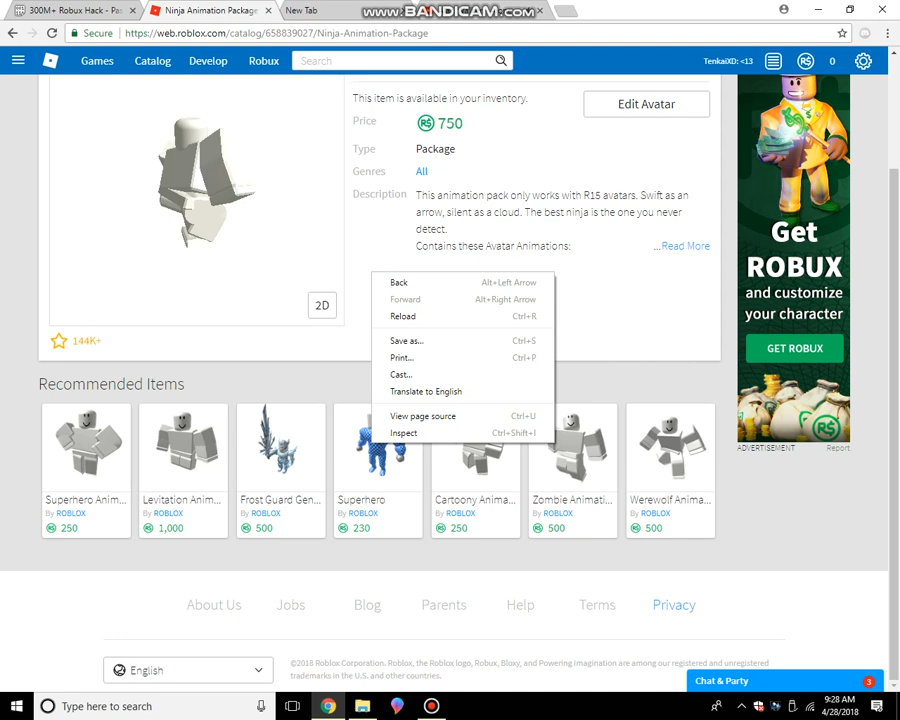 300M+ Robux Hack - Pas
Ninja Animation Package
New Tab
www.BANDICAM.com
Secure
https://web.roblox.com/catalog/658839027/Ninja-Animation-Package
Games
Catalog
Develop
Robux
Search
TenkaiXD: <13
R$
0
This item is available in your inventory.
Edit Avatar
Price
R$ 750
Type
Package
Genres
All
Description
This animation pack only works with R15 avatars. Swift as an
arrow, silent as a cloud. The best ninja is the one you never
detect.
Contains these Avatar Animations:
...Read More
2D
144K+
Back Alt+Left Arrow
Forward Alt+Right Arrow
Reload Ctrl+R
Save as... Ctrl+S
Print... Ctrl+P
Cast...
Translate to English
View page source Ctrl+U
Inspect Ctrl+Shift+I
Get
ROBUX
and customize
your character
GET ROBUX
R$
ADVERTISEMENT
Report
Recommended Items
Superhero Anim...
By ROBLOX
R$ 250
Levitation Anim...
By ROBLOX
R$ 1,000
Frost Guard Gen...
By ROBLOX
R$ 500
Superhero
By ROBLOX
R$ 230
Cartoony Anima...
By ROBLOX
R$ 250
Zombie Animati...
By ROBLOX
R$ 500
Werewolf Anima...
By ROBLOX
R$ 500
About Us
Jobs
Blog
Parents
Help
Terms
Privacy
English
©2018 Roblox Corporation. Roblox, the Roblox logo, Robux, Bloxy, and Powering Imagination are among our registered and unregistered
trademarks in the U.S. and other countries.
Chat & Party
3
Type here to search
9:28 AM
4/28/2018